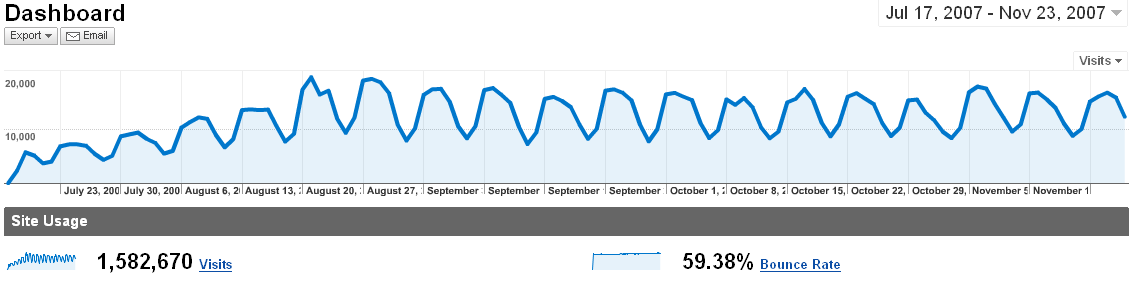 Dashboard
Jul 17, 2007 - Nov 23, 2007
Export Email
Visits
20,000
10,000
July 23, 200 July 30, 200 August 6, 20 August 13, 2 August 20, August 27, September September September September October 1, 2 October 8, 2 October 15, October 22, October 29, November 5 November 1
Site Usage
1,582,670 Visits 59.38% Bounce Rate